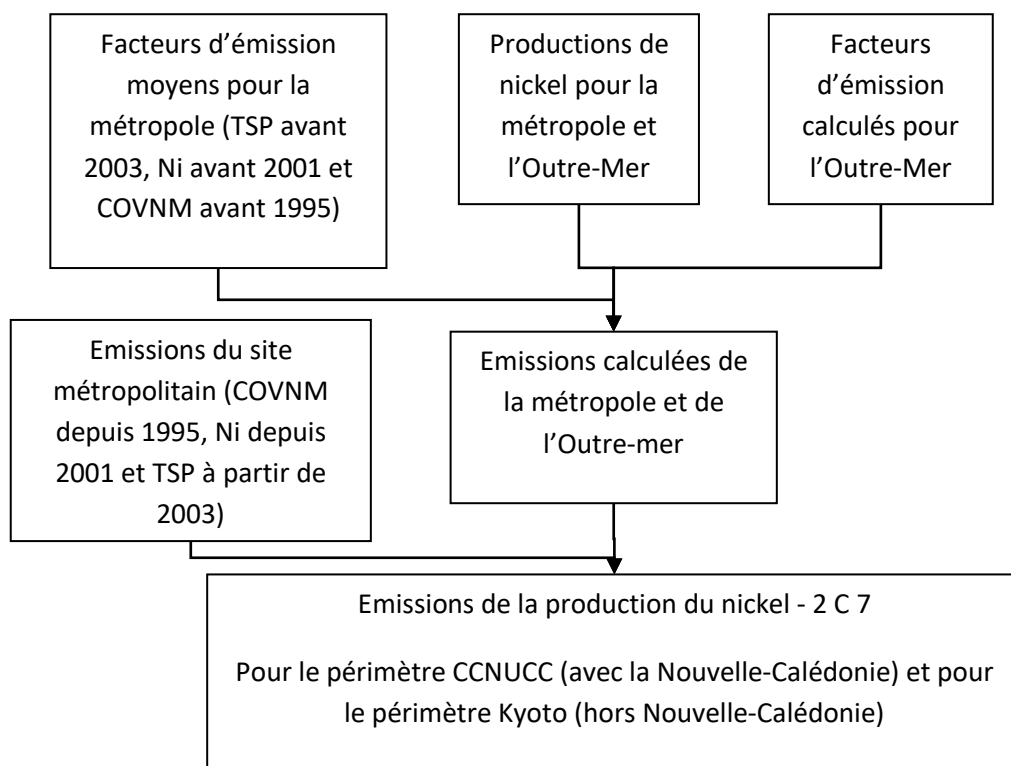 Facteurs d’émission
moyens pour la
métropole (TSP avant
2003, Ni avant 2001 et
COVNM avant 1995)
Productions de
nickel pour la
métropole et
l’Outre-Mer
Facteurs
d’émission
calculés pour
l’Outre-Mer
Emissions du site
métropolitain (COVNM
depuis 1995, Ni depuis
2001 et TSP à partir de
2003)
Emissions calculées de
la métropole et de
l’Outre-mer
Emissions de la production du nickel - 2 C 7
Pour le périmètre CCNUCC (avec la Nouvelle-Calédonie) et pour
le périmètre Kyoto (hors Nouvelle-Calédonie)